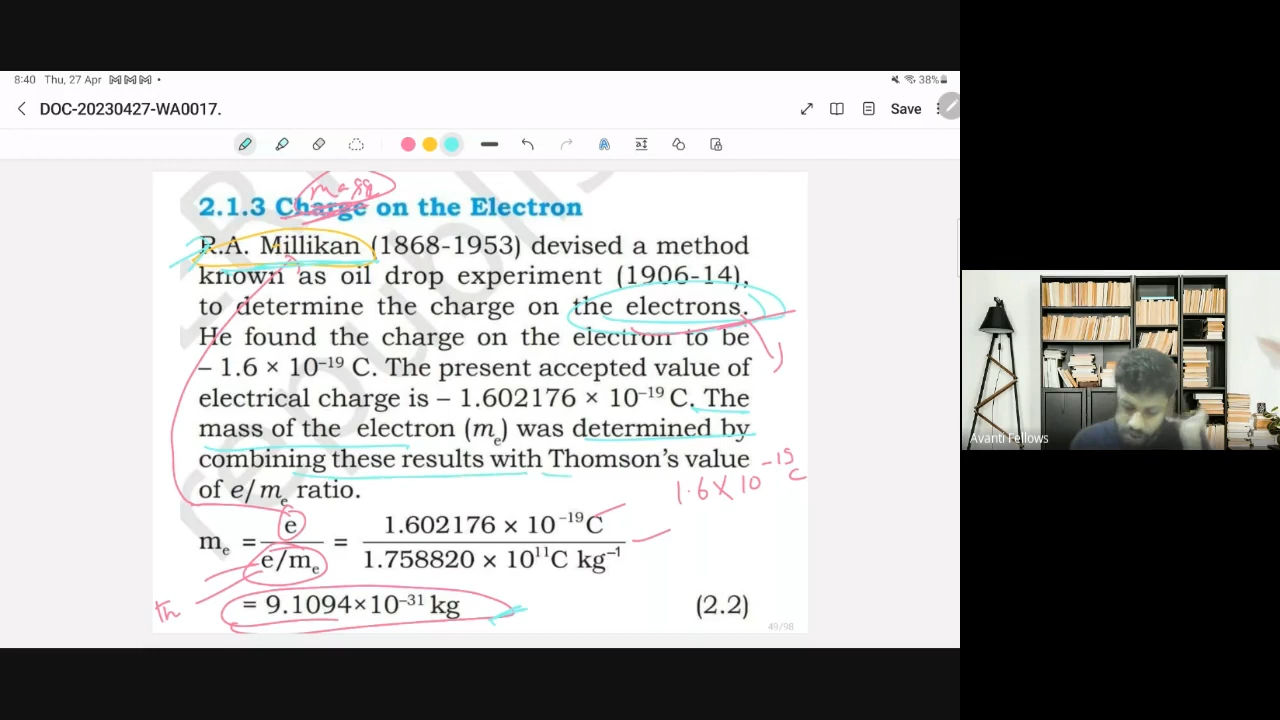 8:40 Thu, 27 Apr
38%
DOC-20230427-WA0017.
Save
mass
2.1.3 Charge on the Electron
R.A. Millikan (1868-1953) devised a method
known as oil drop experiment (1906-14),
to determine the charge on the electrons.
He found the charge on the electron to be
– 1.6 × 10⁻¹⁹ C. The present accepted value of
electrical charge is – 1.602176 × 10⁻¹⁹ C. The
mass of the electron (mₑ) was determined by
combining these results with Thomson's value
of e/mₑ ratio.
1.6 X 10⁻¹⁹ C
mₑ = e / e/mₑ = 1.602176 × 10⁻¹⁹C / 1.758820 × 10¹¹C kg⁻¹
th
= 9.1094×10⁻³¹ kg (2.2)
49/98
Avanti Fellows